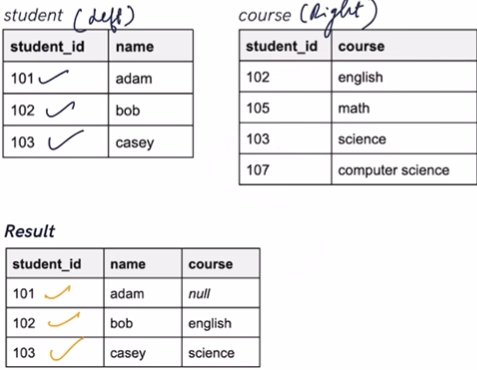 student (Left) course (Right)
student_id name student_id course
101 adam 102 english
102 bob 105 math
103 casey 103 science
107 computer science
Result
student_id name course
101 adam null
102 bob english
103 casey science